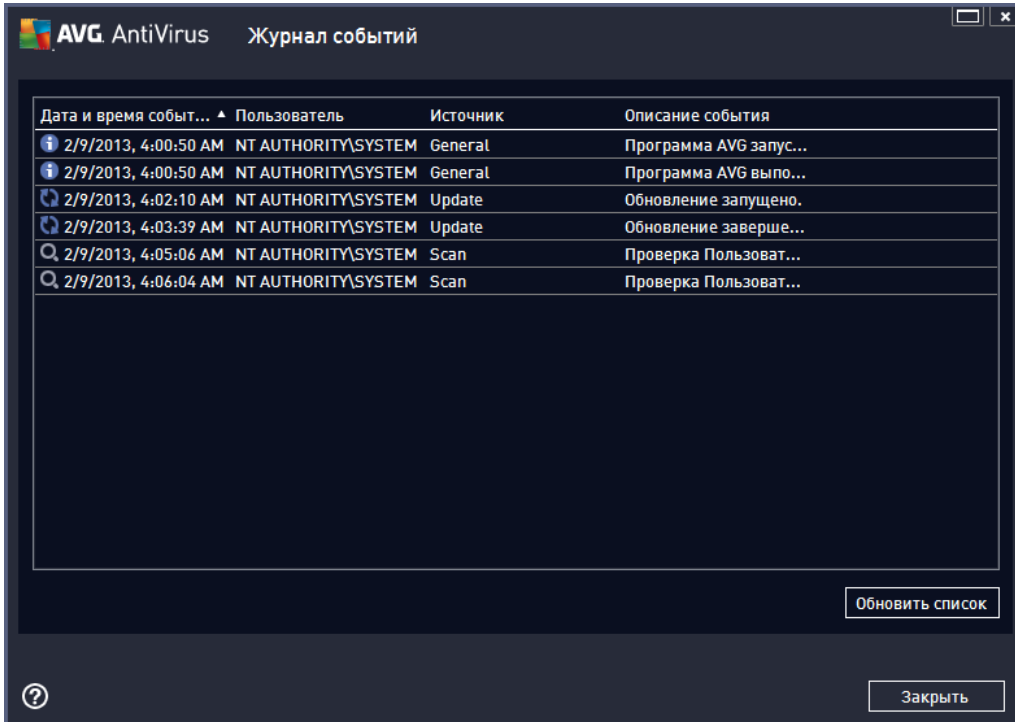 AVG. AntiVirus Журнал событий
Дата и время событ... Пользователь Источник Описание события
2/9/2013, 4:00:50 AM NT AUTHORITY\SYSTEM General Программа AVG запус...
2/9/2013, 4:00:50 AM NT AUTHORITY\SYSTEM General Программа AVG выпо...
2/9/2013, 4:02:10 AM NT AUTHORITY\SYSTEM Update Обновление запущено.
2/9/2013, 4:03:39 AM NT AUTHORITY\SYSTEM Update Обновление заверше...
2/9/2013, 4:05:06 AM NT AUTHORITY\SYSTEM Scan Проверка Пользоват...
2/9/2013, 4:06:04 AM NT AUTHORITY\SYSTEM Scan Проверка Пользоват...
Обновить список
Закрыть